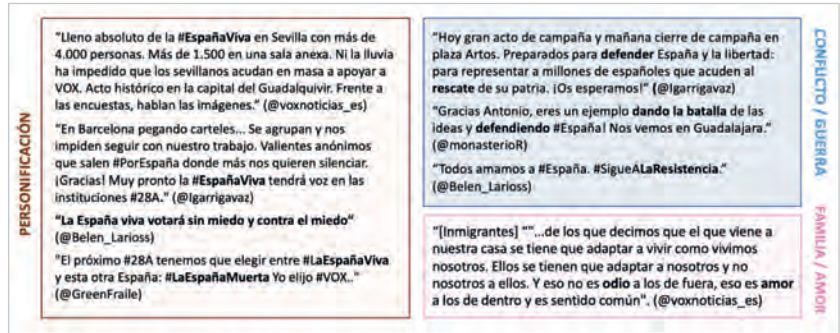 PERSONIFICACIÓN
"Lleno absoluto de la #EspañaViva en Sevilla con más de
4.000 personas. Más de 1.500 en una sala anexa. Ni la lluvia
ha impedido que los sevillanos acudan en masa a apoyar a
VOX. Acto histórico en la capital del Guadalquivir. Frente a
las encuestas, hablan las imágenes." (@voxnoticias_es)
"En Barcelona pegando carteles... Se agrupan y nos
impiden seguir con nuestro trabajo. Valientes anónimos
que salen #PorEspaña donde más nos quieren silenciar.
¡Gracias! Muy pronto la #EspañaViva tendrá voz en las
instituciones #28A." (@Igarrigavaz)
"La España viva votará sin miedo y contra el miedo"
(@Belen_Larioss)
"El próximo #28A tenemos que elegir entre #LaEspañaViva
y esta otra España: #LaEspañaMuerta Yo elijo #VOX.."
(@GreenFraile)
CONFLICTO / GUERRA
"Hoy gran acto de campaña y mañana cierre de campaña en
plaza Artos. Preparados para defender España y la libertad:
para representar a millones de españoles que acuden al
rescate de su patria. ¡Os esperamos!" (@Igarrigavaz)
"Gracias Antonio, eres un ejemplo dando la batalla de las
ideas y defendiendo #España! Nos vemos en Guadalajara."
(@monasterioR)
"Todos amamos a #España. #SigueALaResistencia."
(@Belen_Larioss)
FAMILIA / AMOR
"[Inmigrantes] ""...de los que decimos que el que viene a
nuestra casa se tiene que adaptar a vivir como vivimos
nosotros. Ellos se tienen que adaptar a nosotros y no
nosotros a ellos. Y eso no es odio a los de fuera, eso es amor
a los de dentro y es sentido común". (@voxnoticias_es)